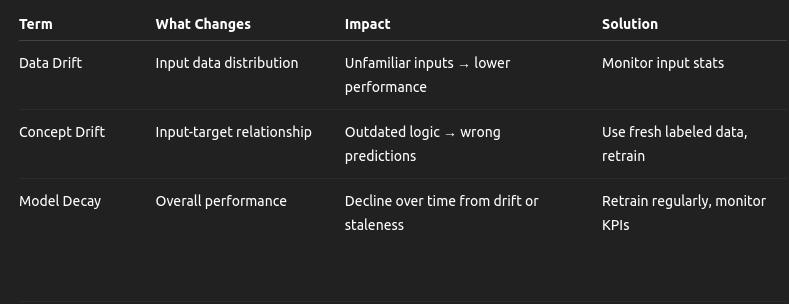 Term What Changes Impact Solution
Data Drift Input data distribution Unfamiliar inputs → lower performance Monitor input stats
Concept Drift Input-target relationship Outdated logic → wrong predictions Use fresh labeled data, retrain
Model Decay Overall performance Decline over time from drift or staleness Retrain regularly, monitor KPIs